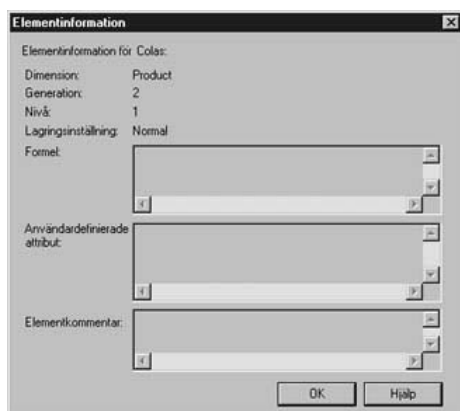 Elementinformation
Elementinformation för Colas:
Dimension: Product
Generation: 2
Nivå: 1
Lagringsinställning: Normal
Formel:
Användardefinierade
attribut:
Elementkommentar:
OK Hjälp